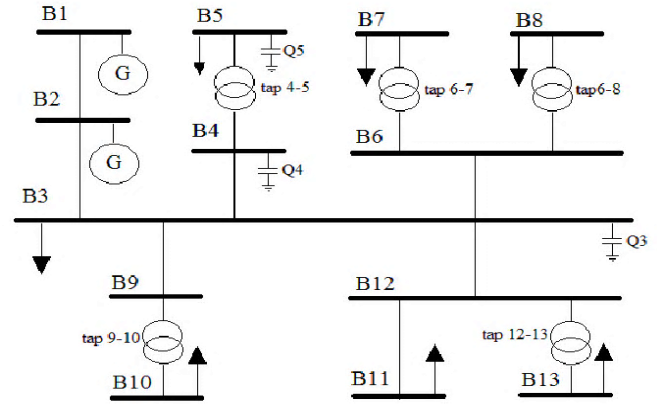 B1
B5
B7
B8
Q5
G
tap 4-5
tap 6-7
tap6-8
B2
B4
B6
G
Q4
B3
Q3
B9
B12
tap 9-10
tap 12-13
B10
B11
B13